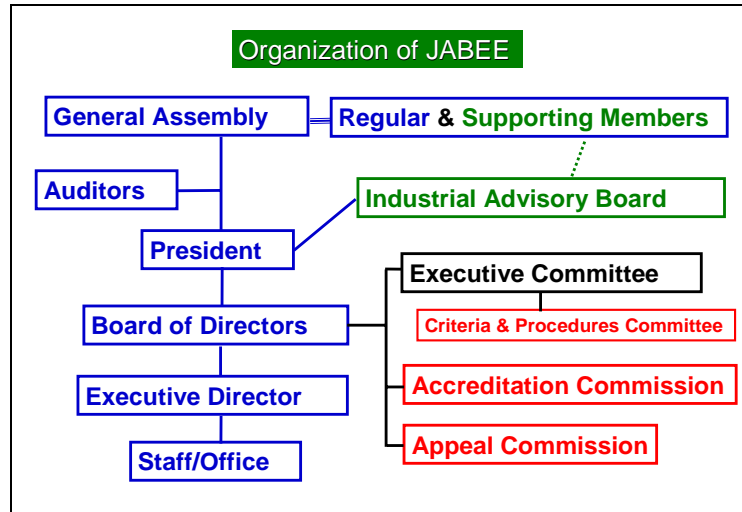 Organization of JABEE
General Assembly
Regular & Supporting Members
Auditors
Industrial Advisory Board
President
Executive Committee
Board of Directors
Criteria & Procedures Committee
Executive Director
Accreditation Commission
Staff/Office
Appeal Commission